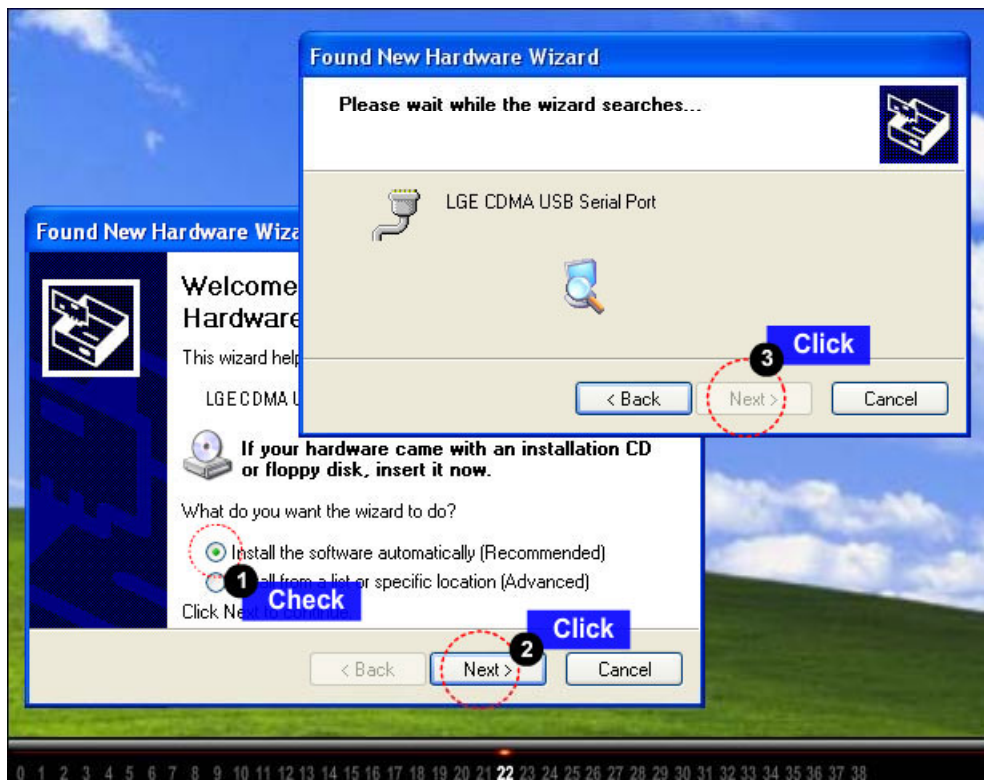 Found New Hardware Wizard
Please wait while the wizard searches...
LGE CDMA USB Serial Port
3 Click
< Back Next > Cancel
Found New Hardware Wiza
Welcome
Hardware
This wizard help
LGE CDMA U
If your hardware came with an installation CD
or floppy disk, insert it now.
What do you want the wizard to do?
Install the software automatically (Recommended)
1 all from a list or specific location (Advanced)
Check
Click Next to continue.
2 Click
< Back Next > Cancel
0 1 2 3 4 5 6 7 8 9 10 11 12 13 14 15 16 17 18 19 20 21 22 23 24 25 26 27 28 29 30 31 32 33 34 35 36 37 38